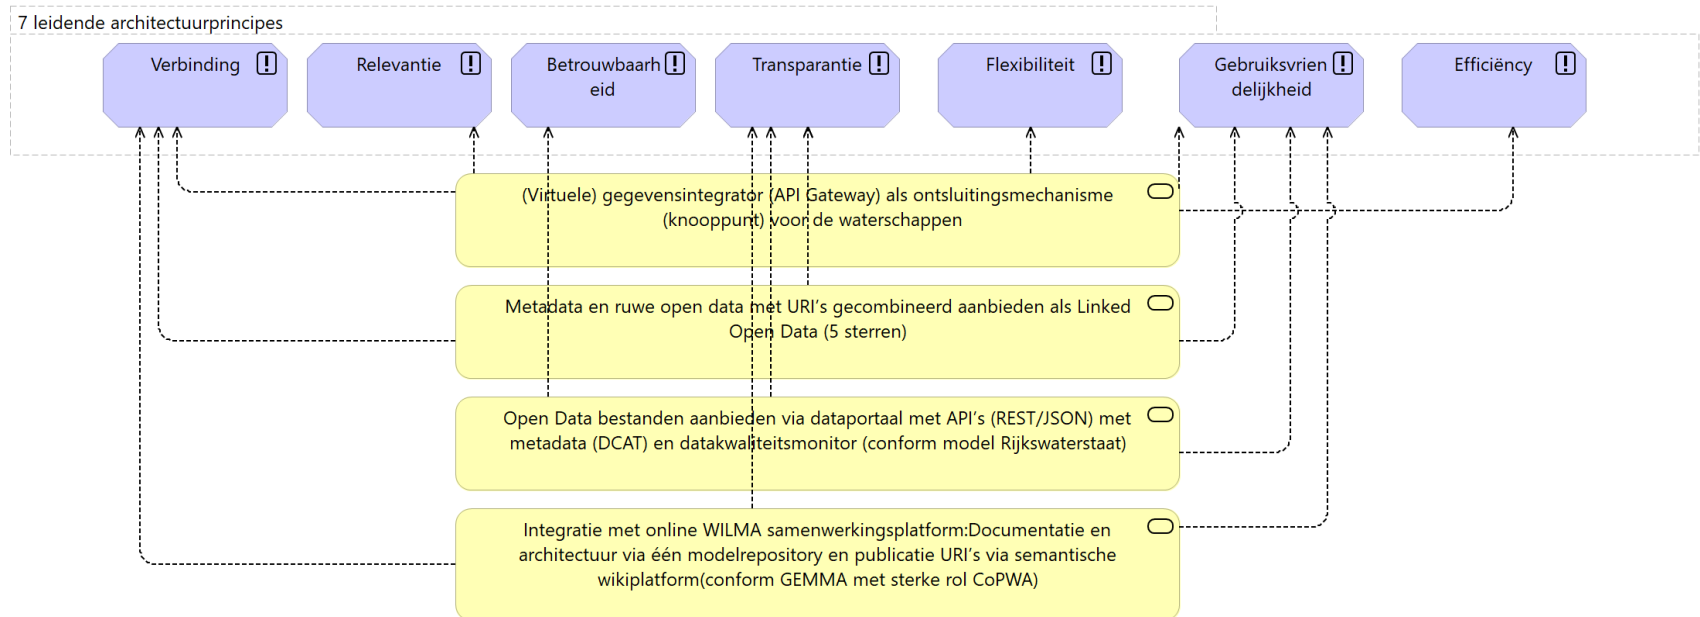 7 leidende architectuurprincipes
Verbinding
Relevantie
Betrouwbaarh
eid
Transparantie
Flexibiliteit
Gebruiksvrien
delijkheid
Efficiëncy
(Virtuele) gegevensintegrator (API Gateway) als ontsluitingsmechanisme
(knooppunt) voor de waterschappen
Metadata en ruwe open data met URI’s gecombineerd aanbieden als Linked
Open Data (5 sterren)
Open Data bestanden aanbieden via dataportaal met API’s (REST/JSON) met
metadata (DCAT) en datakwaliteitsmonitor (conform model Rijkswaterstaat)
Integratie met online WILMA samenwerkingsplatform:Documentatie en
architectuur via één modelrepository en publicatie URI’s via semantische
wikiplatform(conform GEMMA met sterke rol CoPWA)